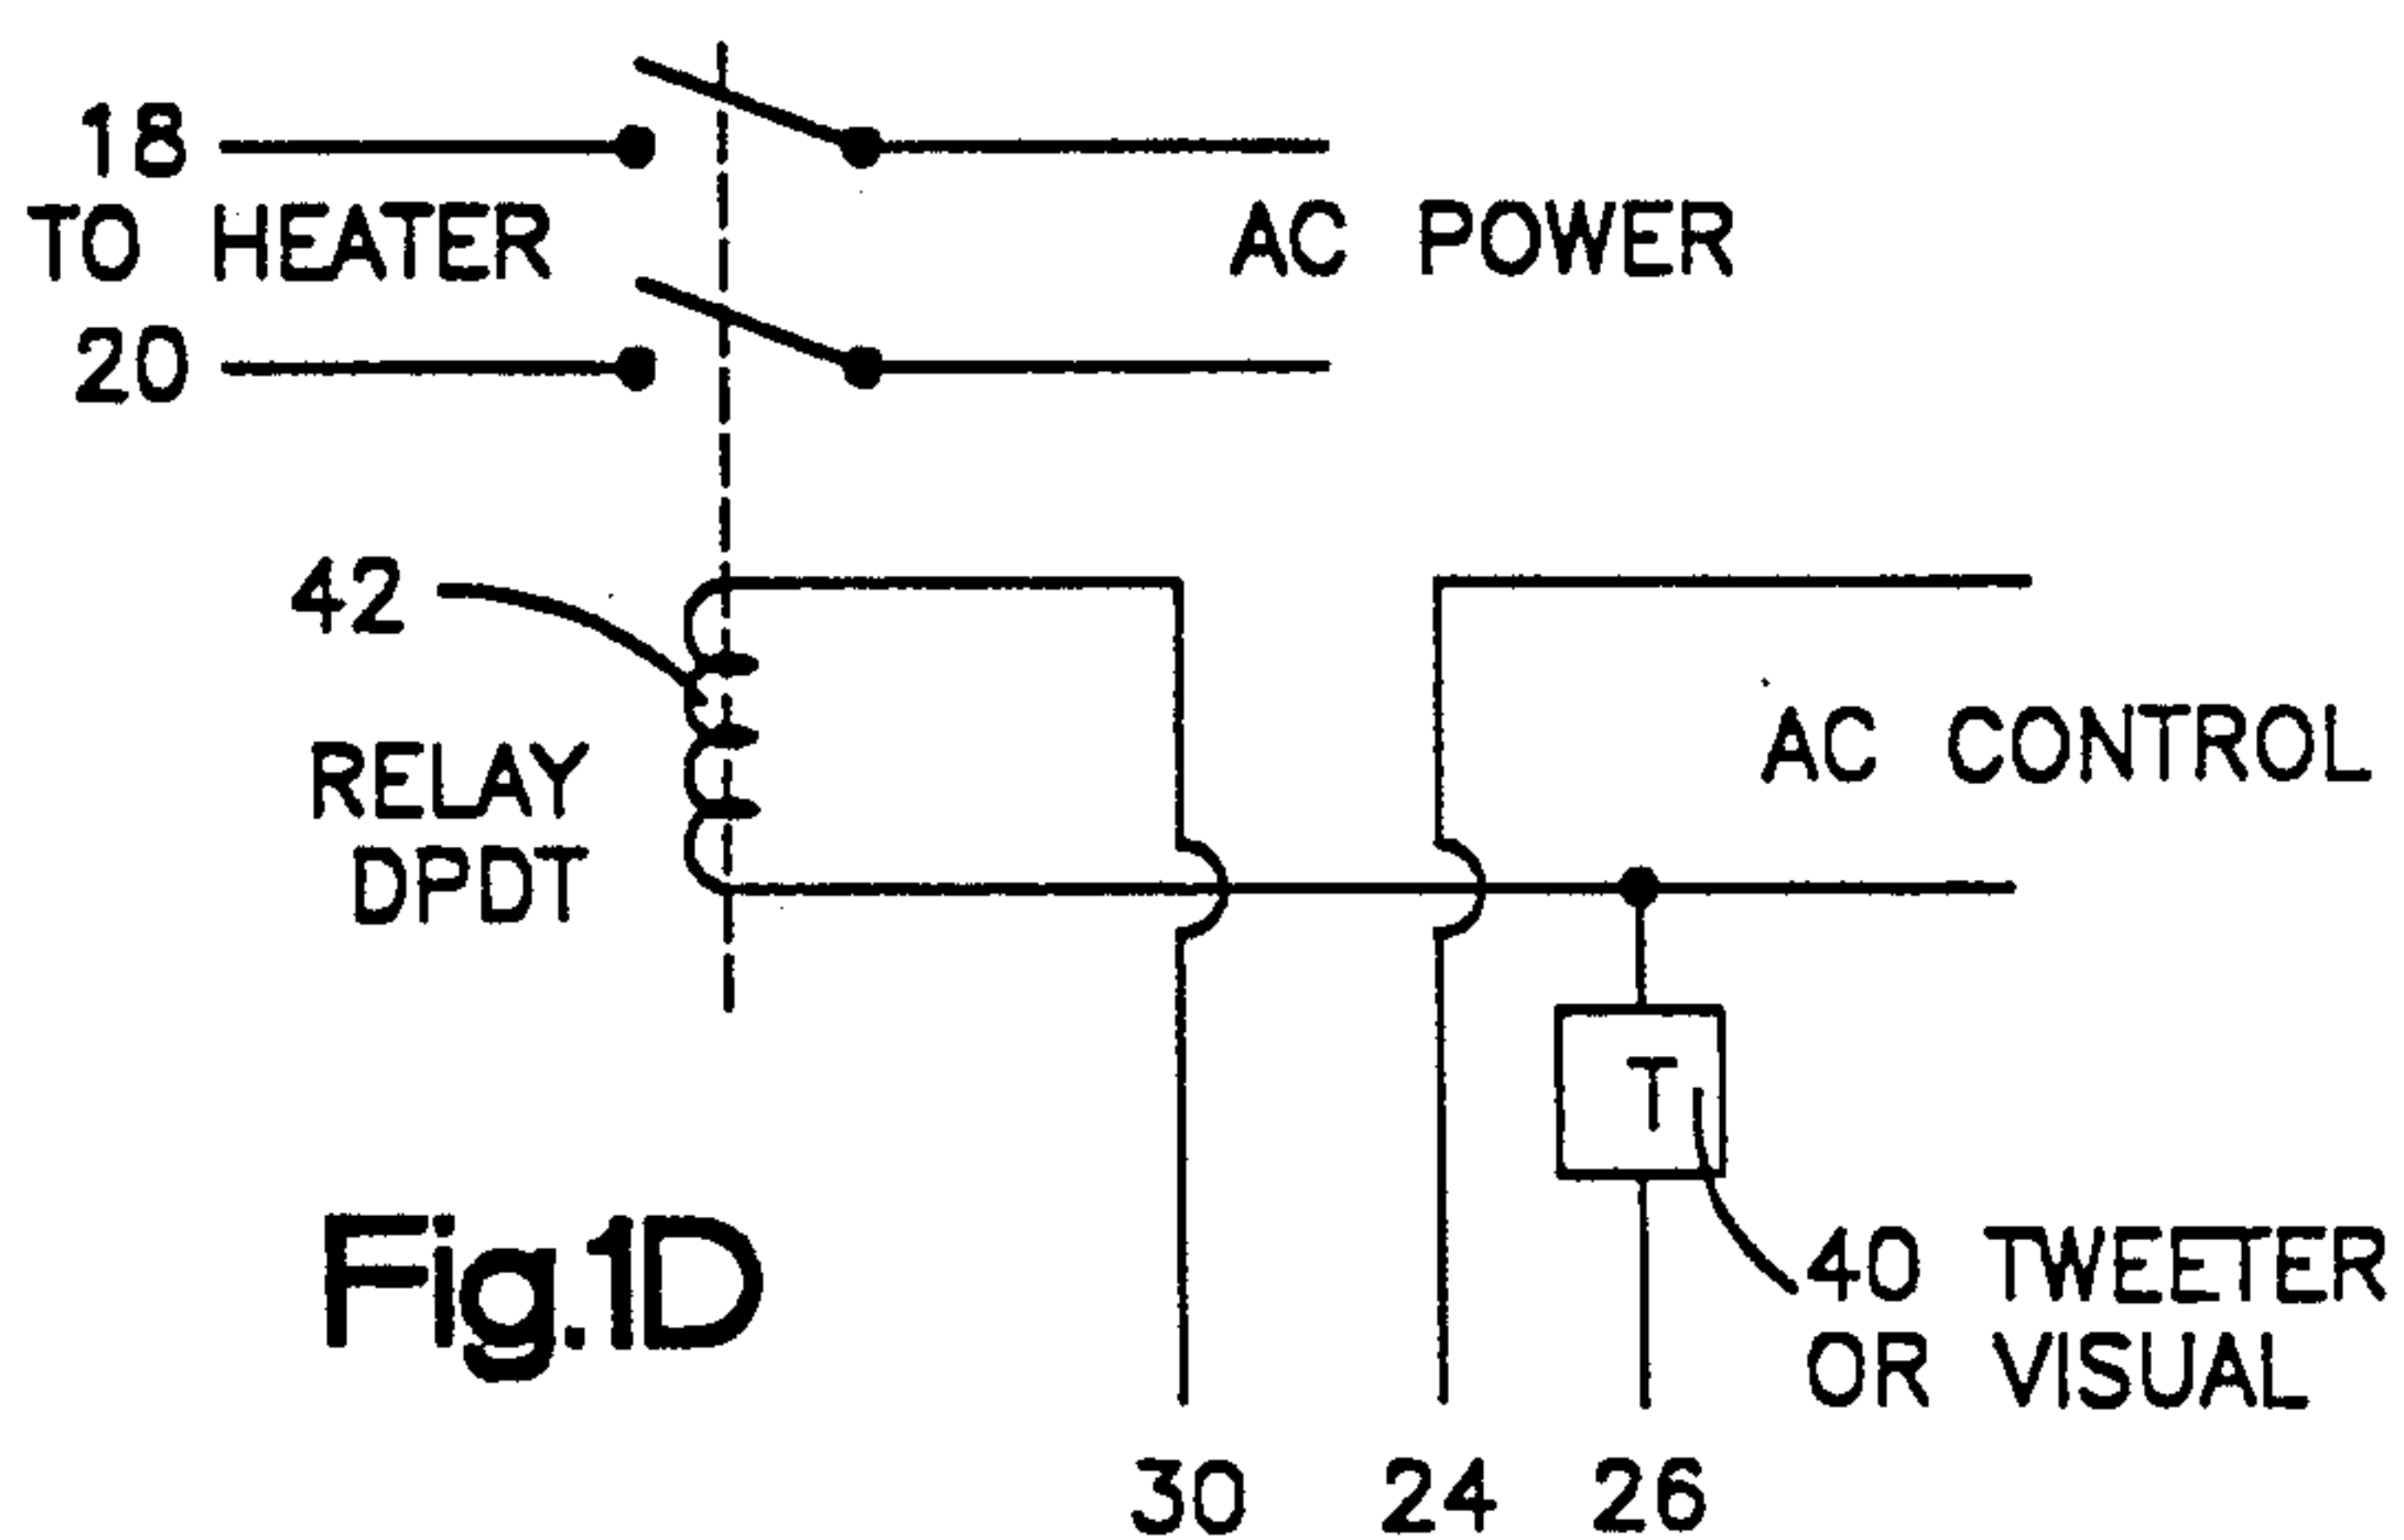 18
TO HEATER
AC POWER
20
42
RELAY
DPDT
AC CONTROL
T
40 TWEETER
OR VISUAL
Fig.1D
30 24 26